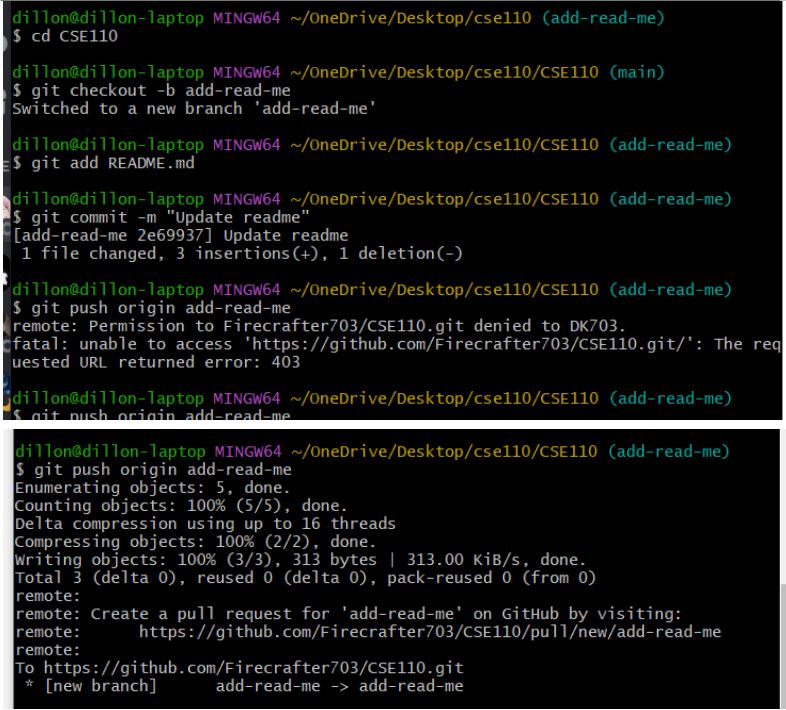 dillon@dillon-laptop MINGW64 ~/OneDrive/Desktop/cse110 (add-read-me)
$ cd CSE110
dillon@dillon-laptop MINGW64 ~/OneDrive/Desktop/cse110/CSE110 (main)
$ git checkout -b add-read-me
Switched to a new branch 'add-read-me'
dillon@dillon-laptop MINGW64 ~/OneDrive/Desktop/cse110/CSE110 (add-read-me)
$ git add README.md
dillon@dillon-laptop MINGW64 ~/OneDrive/Desktop/cse110/CSE110 (add-read-me)
$ git commit -m "Update readme"
[add-read-me 2e69937] Update readme
 1 file changed, 3 insertions(+), 1 deletion(-)
dillon@dillon-laptop MINGW64 ~/OneDrive/Desktop/cse110/CSE110 (add-read-me)
$ git push origin add-read-me
remote: Permission to Firecrafter703/CSE110.git denied to DK703.
fatal: unable to access 'https://github.com/Firecrafter703/CSE110.git/': The req
uested URL returned error: 403
dillon@dillon-laptop MINGW64 ~/OneDrive/Desktop/cse110/CSE110 (add-read-me)
$ git push origin add-read-me
dillon@dillon-laptop MINGW64 ~/OneDrive/Desktop/cse110/CSE110 (add-read-me)
$ git push origin add-read-me
Enumerating objects: 5, done.
Counting objects: 100% (5/5), done.
Delta compression using up to 16 threads
Compressing objects: 100% (2/2), done.
Writing objects: 100% (3/3), 313 bytes | 313.00 KiB/s, done.
Total 3 (delta 0), reused 0 (delta 0), pack-reused 0 (from 0)
remote:
remote: Create a pull request for 'add-read-me' on GitHub by visiting:
remote:      https://github.com/Firecrafter703/CSE110/pull/new/add-read-me
remote:
To https://github.com/Firecrafter703/CSE110.git
 * [new branch]      add-read-me -> add-read-me